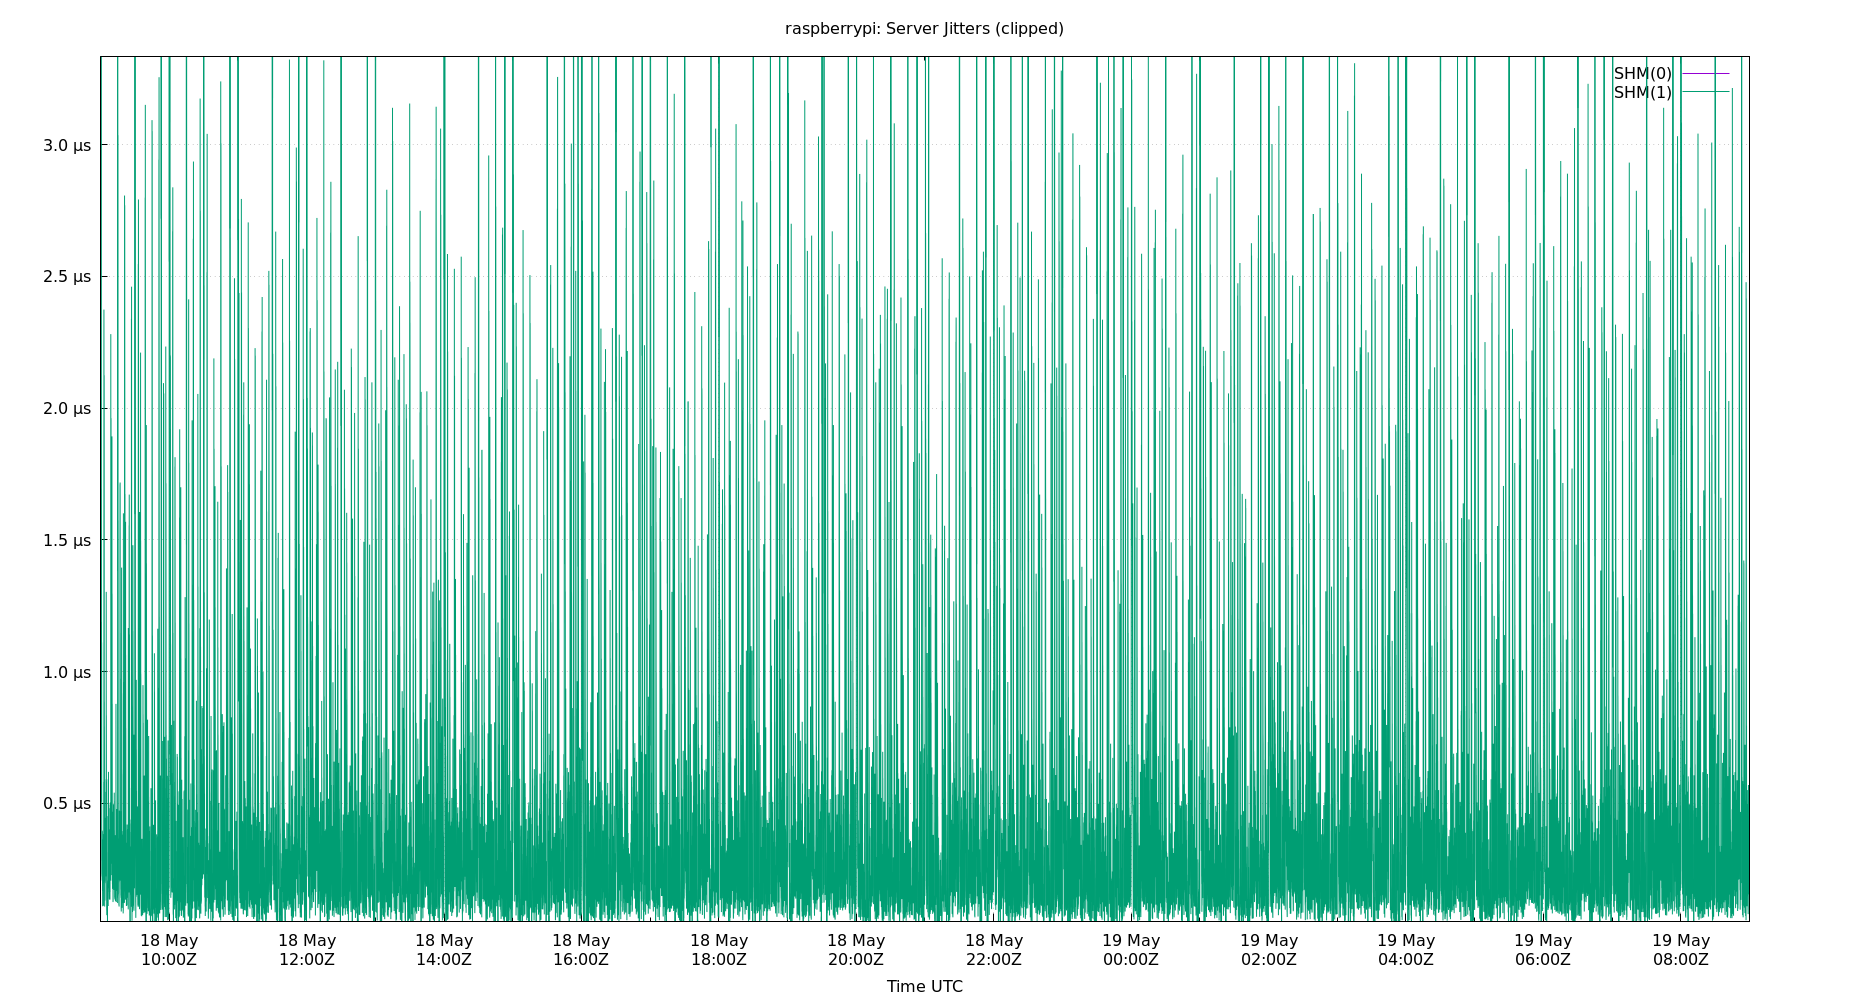 raspberrypi: Server Jitters (clipped)
SHM(0)
SHM(1)
3.0 µs
2.5 µs
2.0 µs
1.5 µs
1.0 µs
0.5 µs
18 May 18 May 18 May 18 May 18 May 18 May 18 May 19 May 19 May 19 May 19 May 19 May
10:00Z 12:00Z 14:00Z 16:00Z 18:00Z 20:00Z 22:00Z 00:00Z 02:00Z 04:00Z 06:00Z 08:00Z
Time UTC